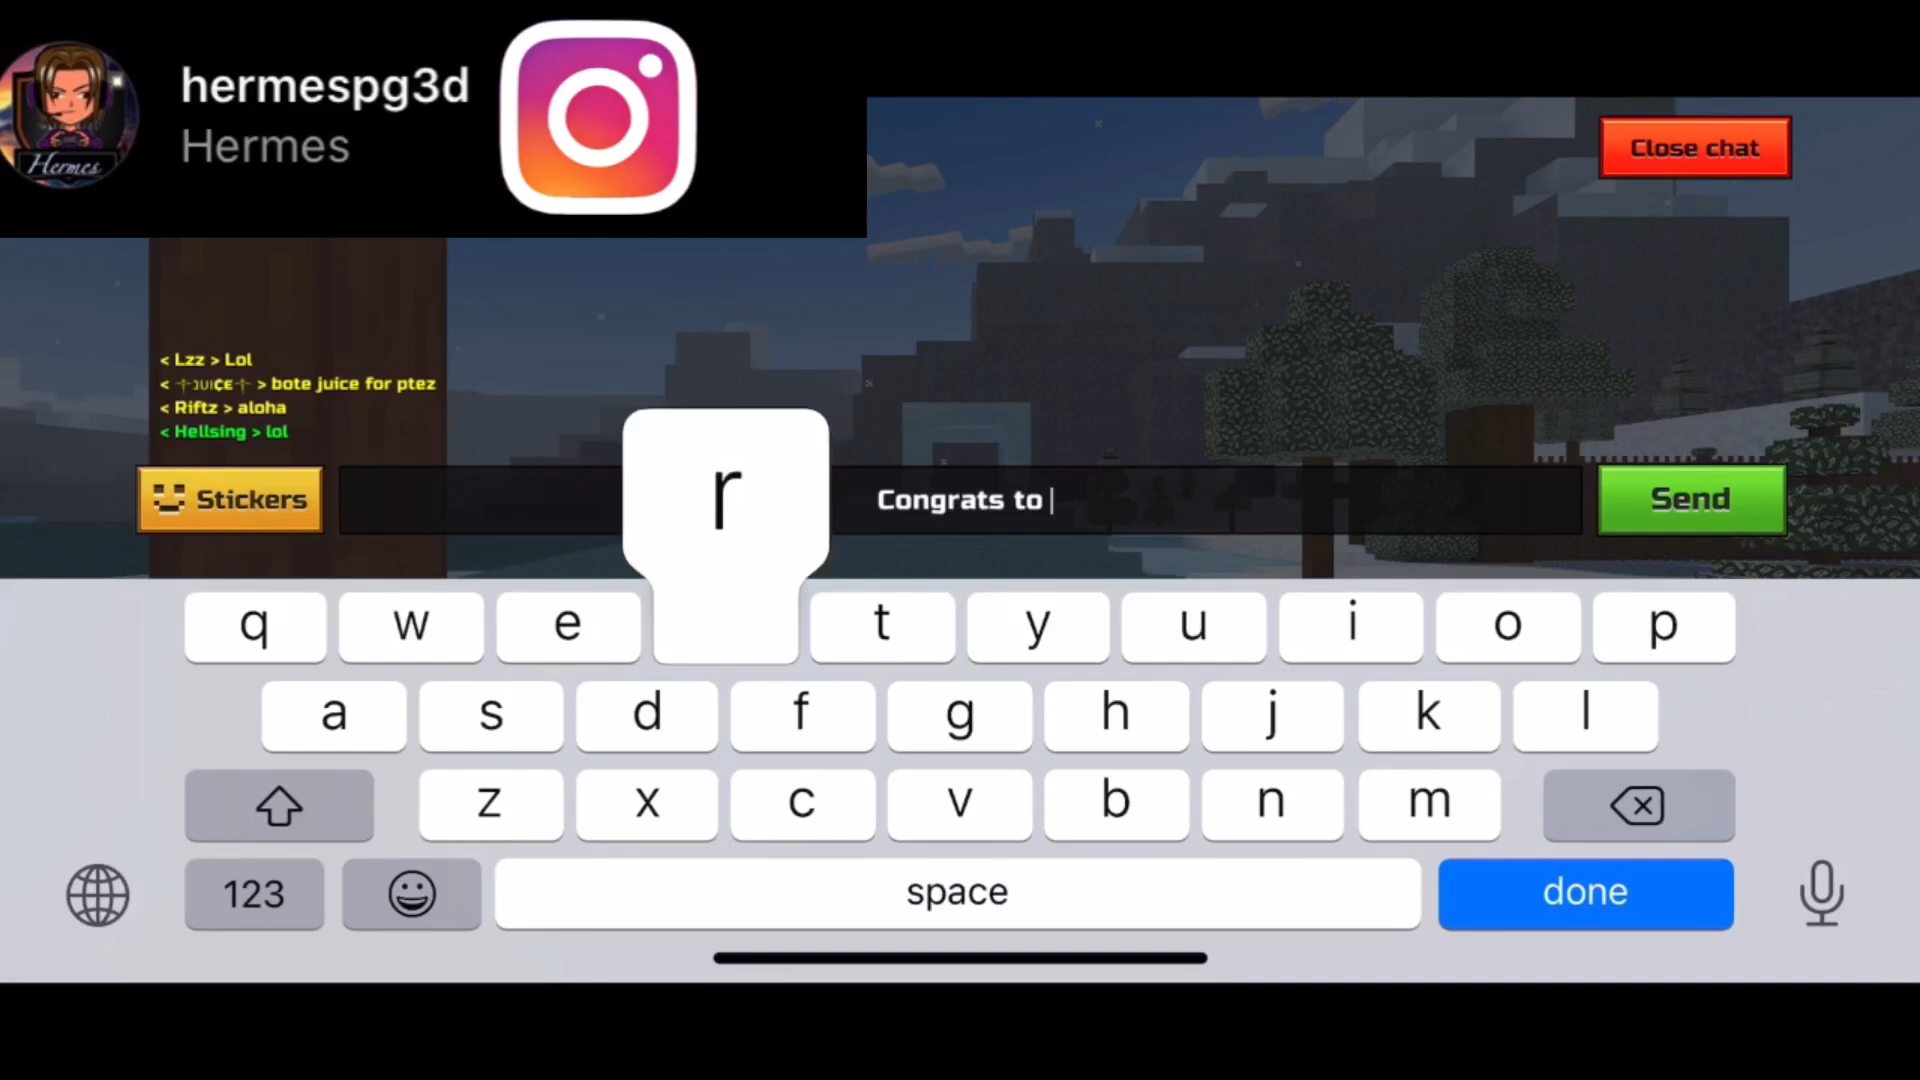 hermespg3d
Hermes
Hermes
Close chat
< Lzz > Lol
< > bote juice for ptez
< Riftz > aloha
< Hellsing > lol
Stickers
Congrats to
Send
r
q w e t y u i o p
a s d f g h j k l
z x c v b n m
123
space
done